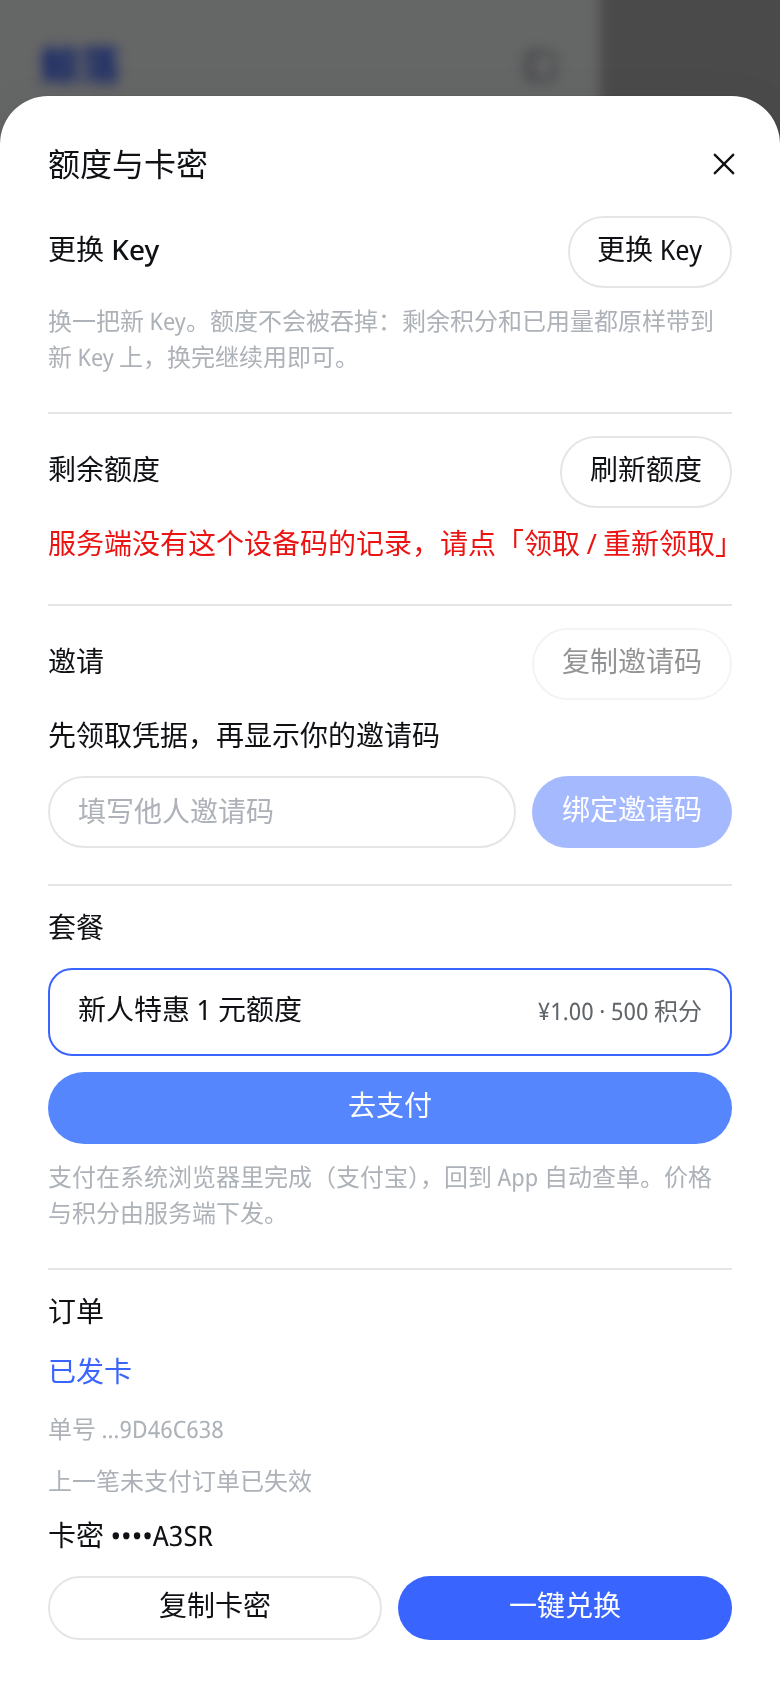 额度与卡密
更换 Key
更换 Key
换一把新 Key。额度不会被吞掉：剩余积分和已用量都原样带到
新 Key 上，换完继续用即可。
剩余额度
刷新额度
服务端没有这个设备码的记录，请点「领取 / 重新领取」
邀请
复制邀请码
先领取凭据，再显示你的邀请码
填写他人邀请码
绑定邀请码
套餐
新人特惠 1 元额度
¥1.00 · 500 积分
去支付
支付在系统浏览器里完成（支付宝），回到 App 自动查单。价格
与积分由服务端下发。
订单
已发卡
单号 …9D46C638
上一笔未支付订单已失效
卡密 ••••A3SR
复制卡密
一键兑换